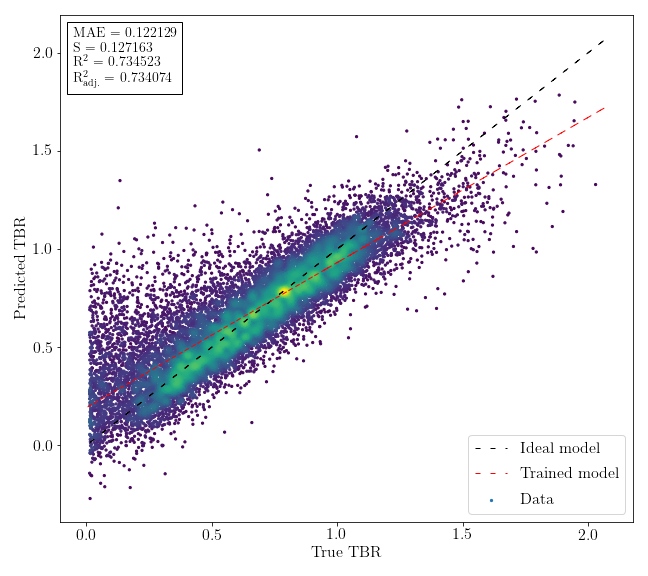 MAE = 0.122129
S = 0.127163
R² = 0.734523
R²adj. = 0.734074
2.0
1.5
1.0
0.5
0.0
Predicted TBR
Ideal model
Trained model
Data
0.0 0.5 1.0 1.5 2.0
True TBR